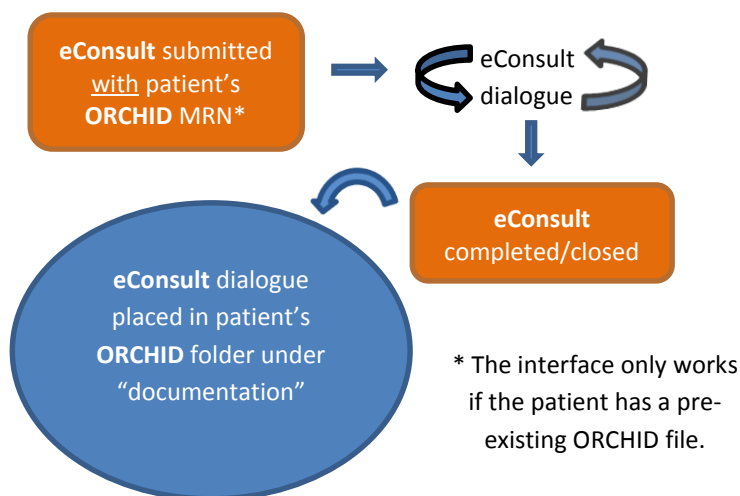 eConsult submitted
with patient's
ORCHID MRN*
eConsult
dialogue
eConsult
completed/closed
eConsult dialogue
placed in patient's
ORCHID folder under
“documentation”
* The interface only works
if the patient has a pre-
existing ORCHID file.